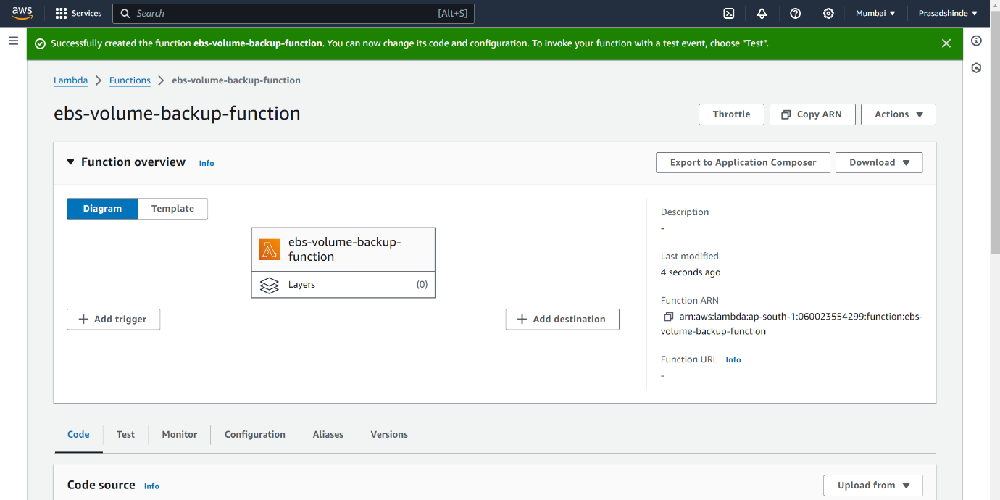 aws Services Search [Alt+S] Mumbai Prasadshinde
Successfully created the function ebs-volume-backup-function. You can now change its code and configuration. To invoke your function with a test event, choose "Test".
Lambda Functions ebs-volume-backup-function
ebs-volume-backup-function
Throttle Copy ARN Actions
Function overview Info
Export to Application Composer Download
Diagram Template
ebs-volume-backup-
function
Layers (0)
Add trigger
Add destination
Description
-
Last modified
4 seconds ago
Function ARN
arn:aws:lambda:ap-south-1:060023554299:function:ebs-
volume-backup-function
Function URL Info
-
Code Test Monitor Configuration Aliases Versions
Code source Info
Upload from